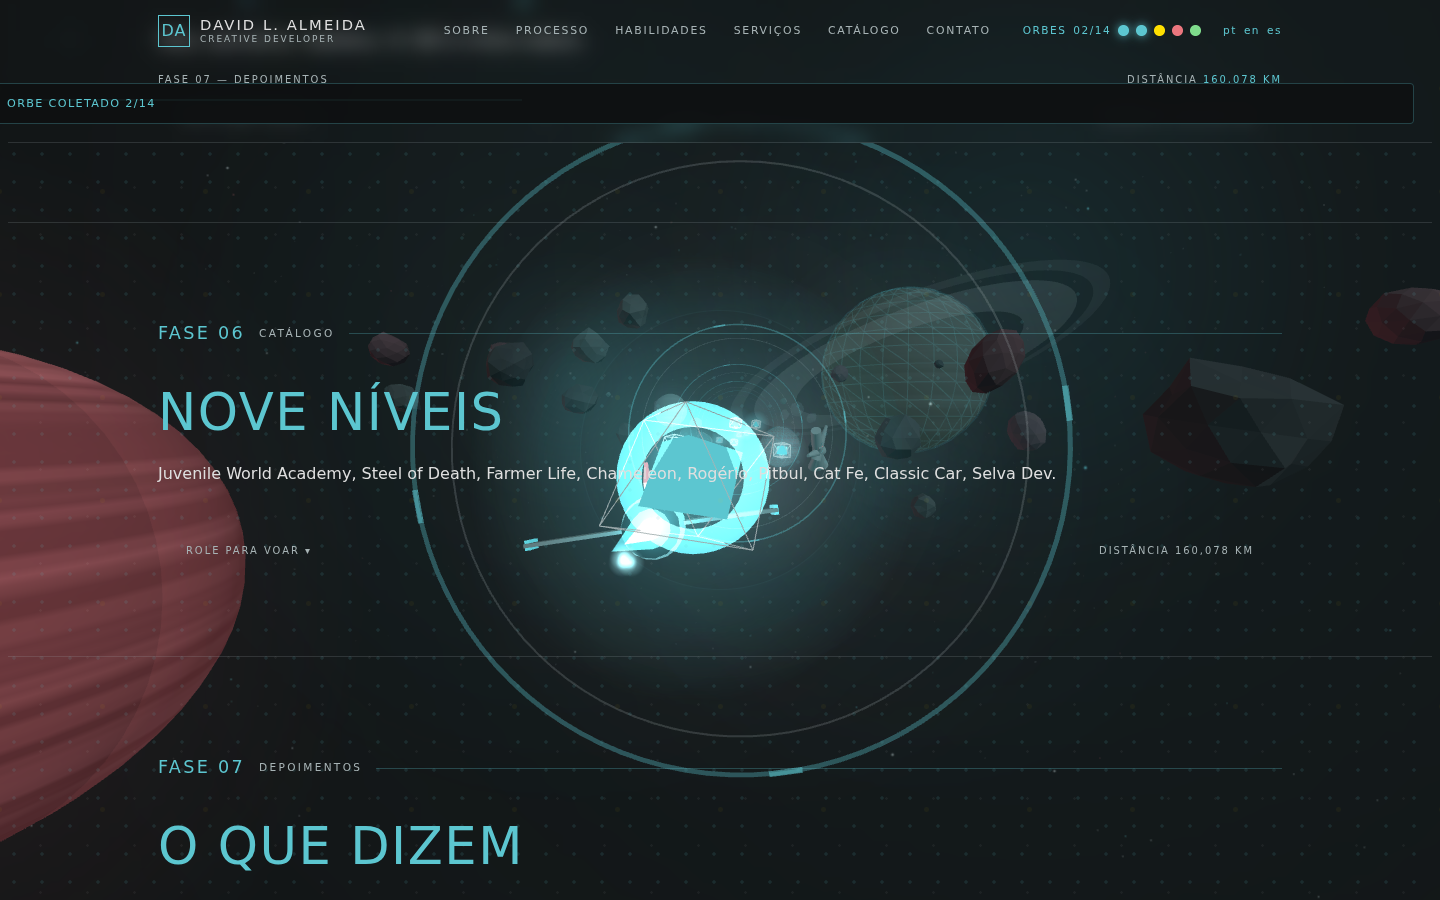 DA
DAVID L. ALMEIDA
CREATIVE DEVELOPER
SOBRE PROCESSO HABILIDADES SERVIÇOS CATÁLOGO CONTATO ORBES 02/14 pt en es
FASE 07 — DEPOIMENTOS
DISTÂNCIA 160,078 KM
ORBE COLETADO 2/14
FASE 06 CATÁLOGO
NOVE NÍVEIS
Juvenile World Academy, Steel of Death, Farmer Life, Chameleon, Rogério Pitbul, Cat Fe, Classic Car, Selva Dev.
ROLE PARA VOAR ▾
DISTÂNCIA 160,078 KM
FASE 07 DEPOIMENTOS
O QUE DIZEM